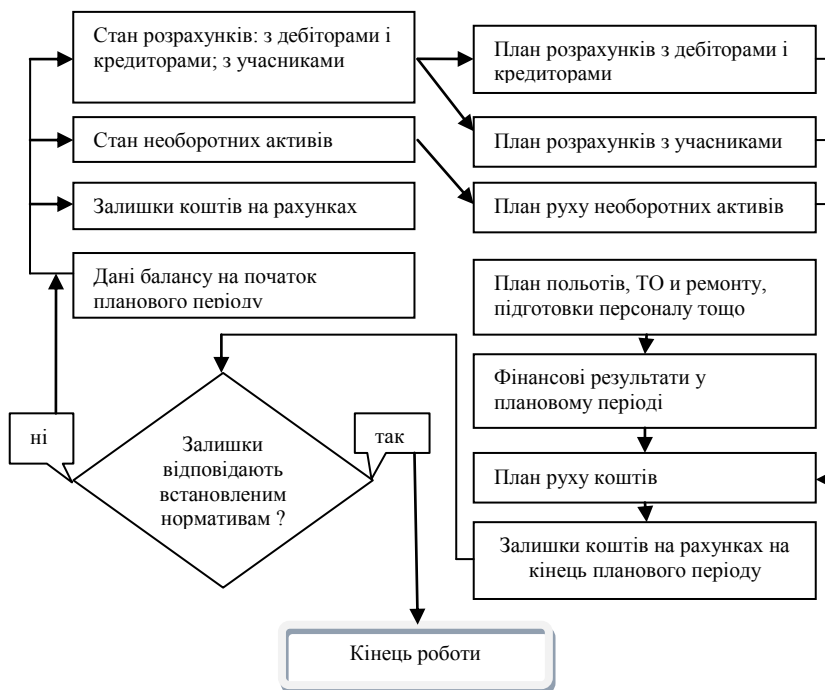 Стан розрахунків: з дебіторами і
кредиторами; з учасниками
План розрахунків з дебіторами і
кредиторами
Стан необоротних активів
План розрахунків з учасниками
Залишки коштів на рахунках
План руху необоротних активів
Дані балансу на початок
планового періоду
План польотів, ТО и ремонту,
підготовки персоналу тощо
Фінансові результати у
плановому періоді
ні
так
Залишки
відповідають
встановленим
нормативам ?
План руху коштів
Залишки коштів на рахунках на
кінець планового періоду
Кінець роботи